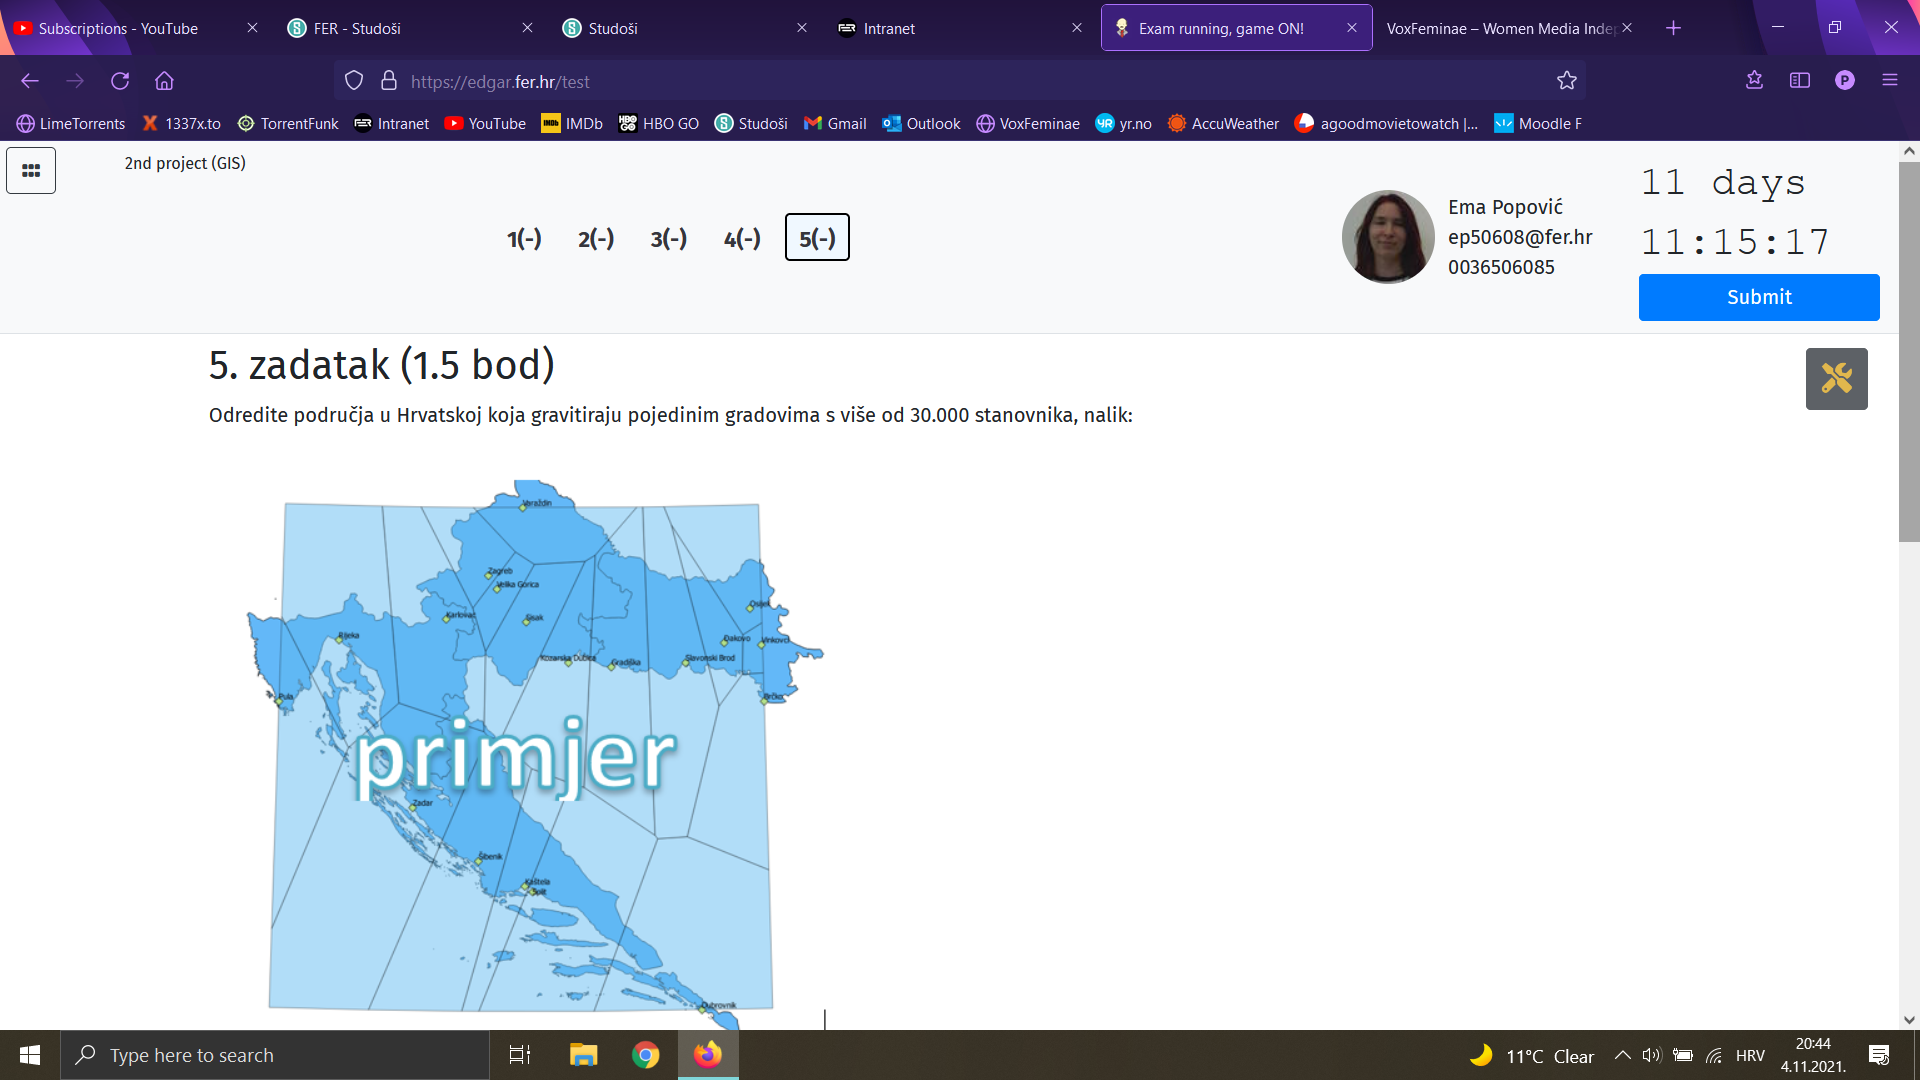 Subscriptions - YouTube
FER - Studoši
Studoši
Intranet
Exam running, game ON!
VoxFeminae – Women Media Indep
https://edgar.fer.hr/test
P
LimeTorrents
1337x.to
TorrentFunk
Intranet
YouTube
IMDb
HBO GO
Studoši
Gmail
Outlook
VoxFeminae
yr.no
AccuWeather
agoodmovietowatch |...
Moodle F
2nd project (GIS)
1(-) 2(-) 3(-) 4(-) 5(-)
Ema Popović
ep50608@fer.hr
0036506085
11 days
11:15:17
Submit
5. zadatak (1.5 bod)
Odredite područja u Hrvatskoj koja gravitiraju pojedinim gradovima s više od 30.000 stanovnika, nalik:
Varaždin
Zagreb
Velika Gorica
Karlovac
Sisak
Osijek
Rijeka
Đakovo
Vinkovci
Kozarska Dubica
Gradiška
Slavonski Brod
Pula
Brčko
primjer
Zadar
Šibenik
Kaštela
Split
Dubrovnik
Type here to search
11°C Clear
HRV
20:44
4.11.2021.